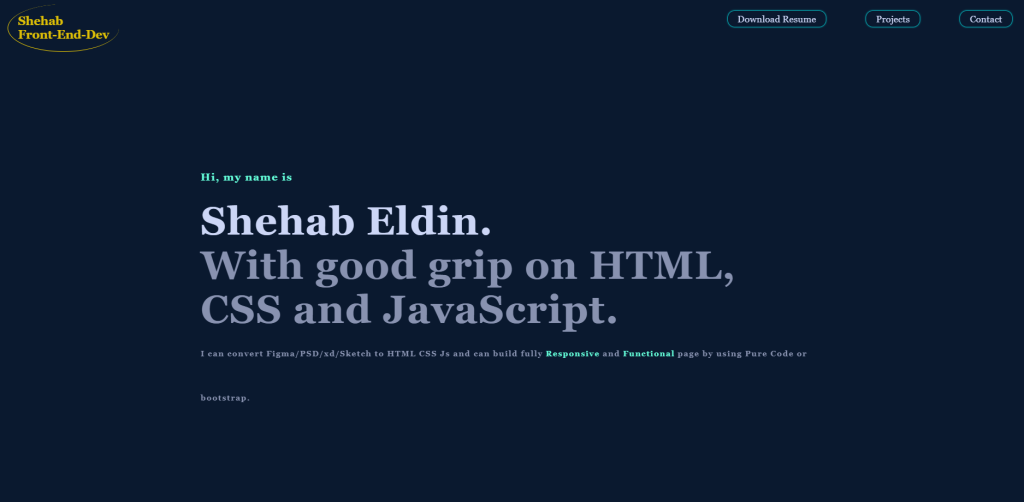 Shehab
Front-End-Dev
Download Resume
Projects
Contact
Hi, my name is
Shehab Eldin.
With good grip on HTML,
CSS and JavaScript.
I can convert Figma/PSD/xd/Sketch to HTML CSS Js and can build fully Responsive and Functional page by using Pure Code or
bootstrap.